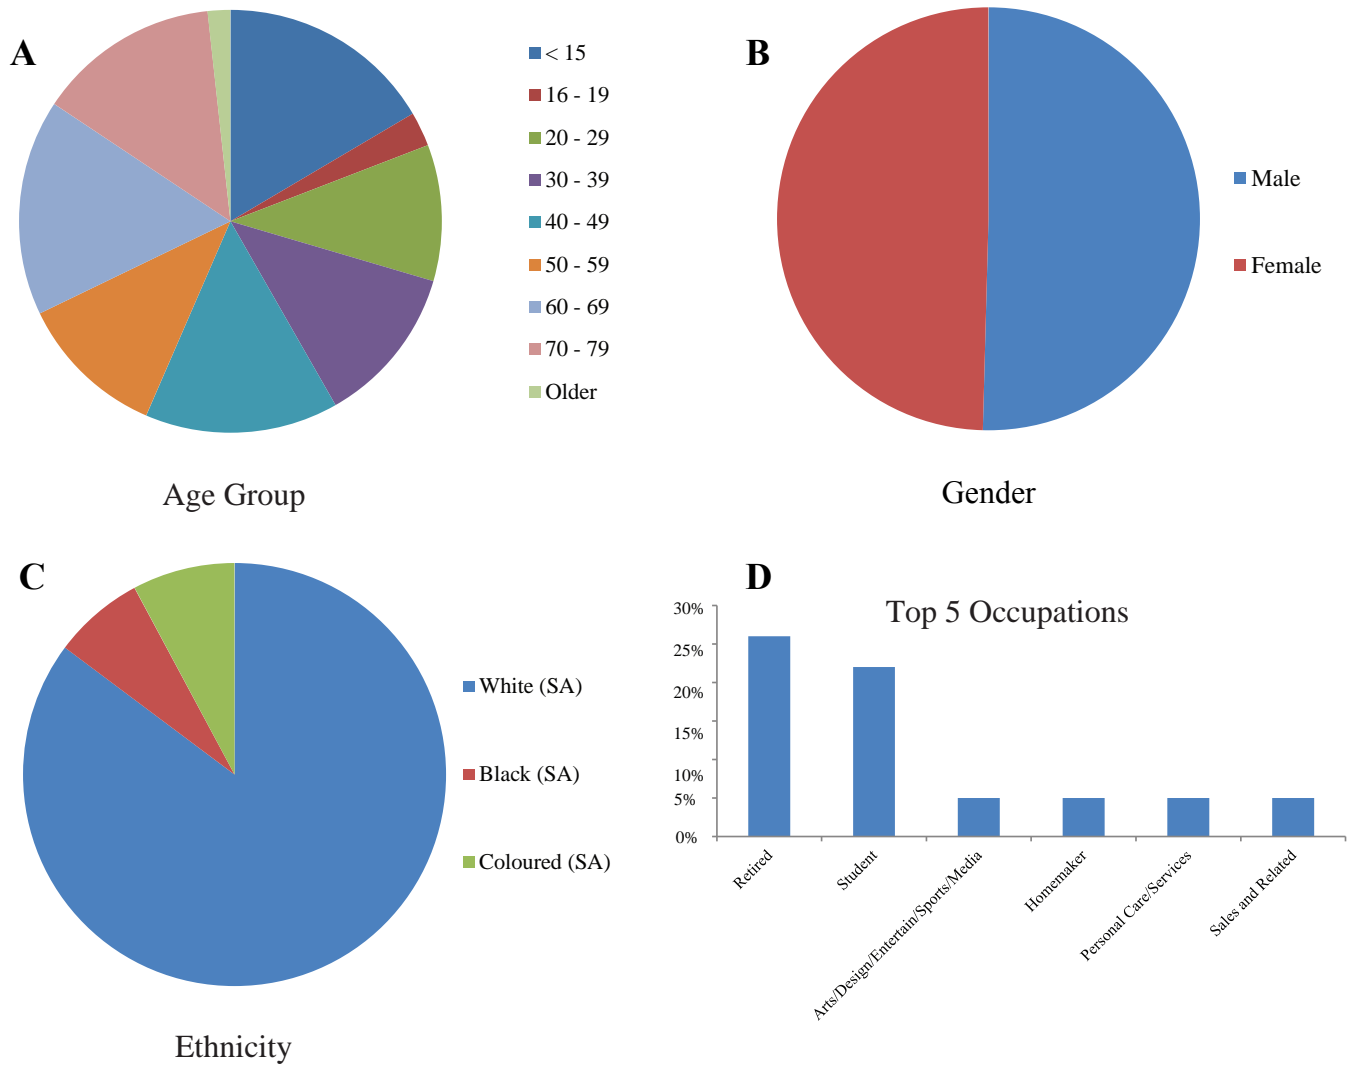 A
< 15
16 - 19
20 - 29
30 - 39
40 - 49
50 - 59
60 - 69
70 - 79
Older
Age Group
B
Male
Female
Gender
C
White (SA)
Black (SA)
Coloured (SA)
Ethnicity
D
Top 5 Occupations
30%
25%
20%
15%
10%
5%
0%
Retired
Student
Arts/Design/Entertain/Sports/Media
Homemaker
Personal Care/Services
Sales and Related